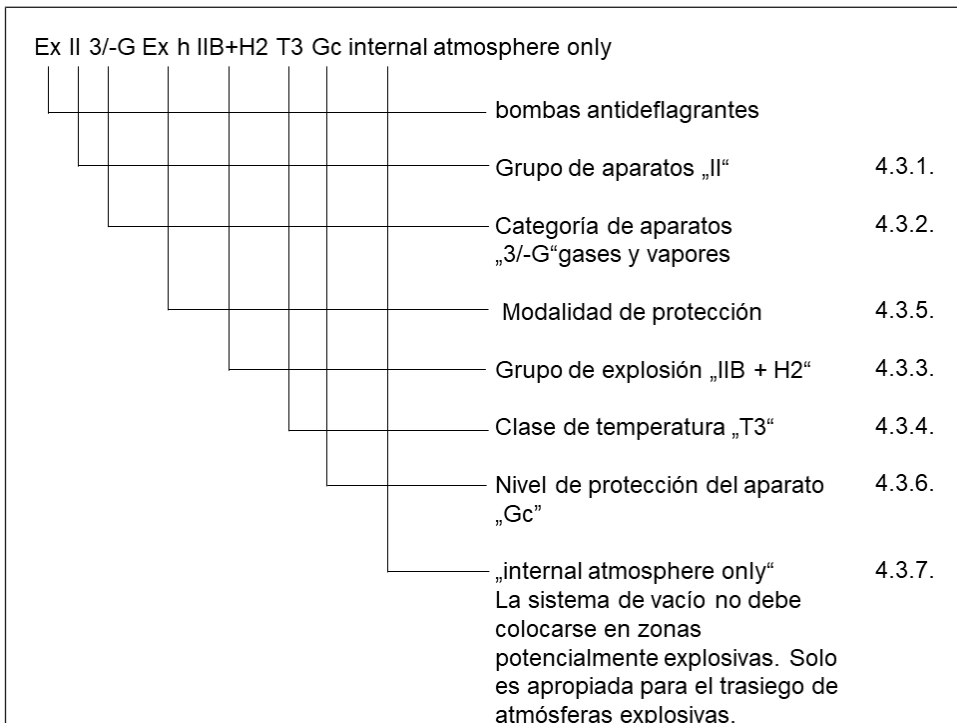 Ex II 3/-G Ex h IIB+H2 T3 Gc internal atmosphere only
bombas antideflagrantes
Grupo de aparatos „II“ 4.3.1.
Categoría de aparatos 4.3.2.
„3/-G“gases y vapores
Modalidad de protección 4.3.5.
Grupo de explosión „IIB + H2“ 4.3.3.
Clase de temperatura „T3“ 4.3.4.
Nivel de protección del aparato 4.3.6.
„Gc”
„internal atmosphere only“ 4.3.7.
La sistema de vacío no debe
colocarse en zonas
potencialmente explosivas. Solo
es apropiada para el trasiego de
atmósferas explosivas.